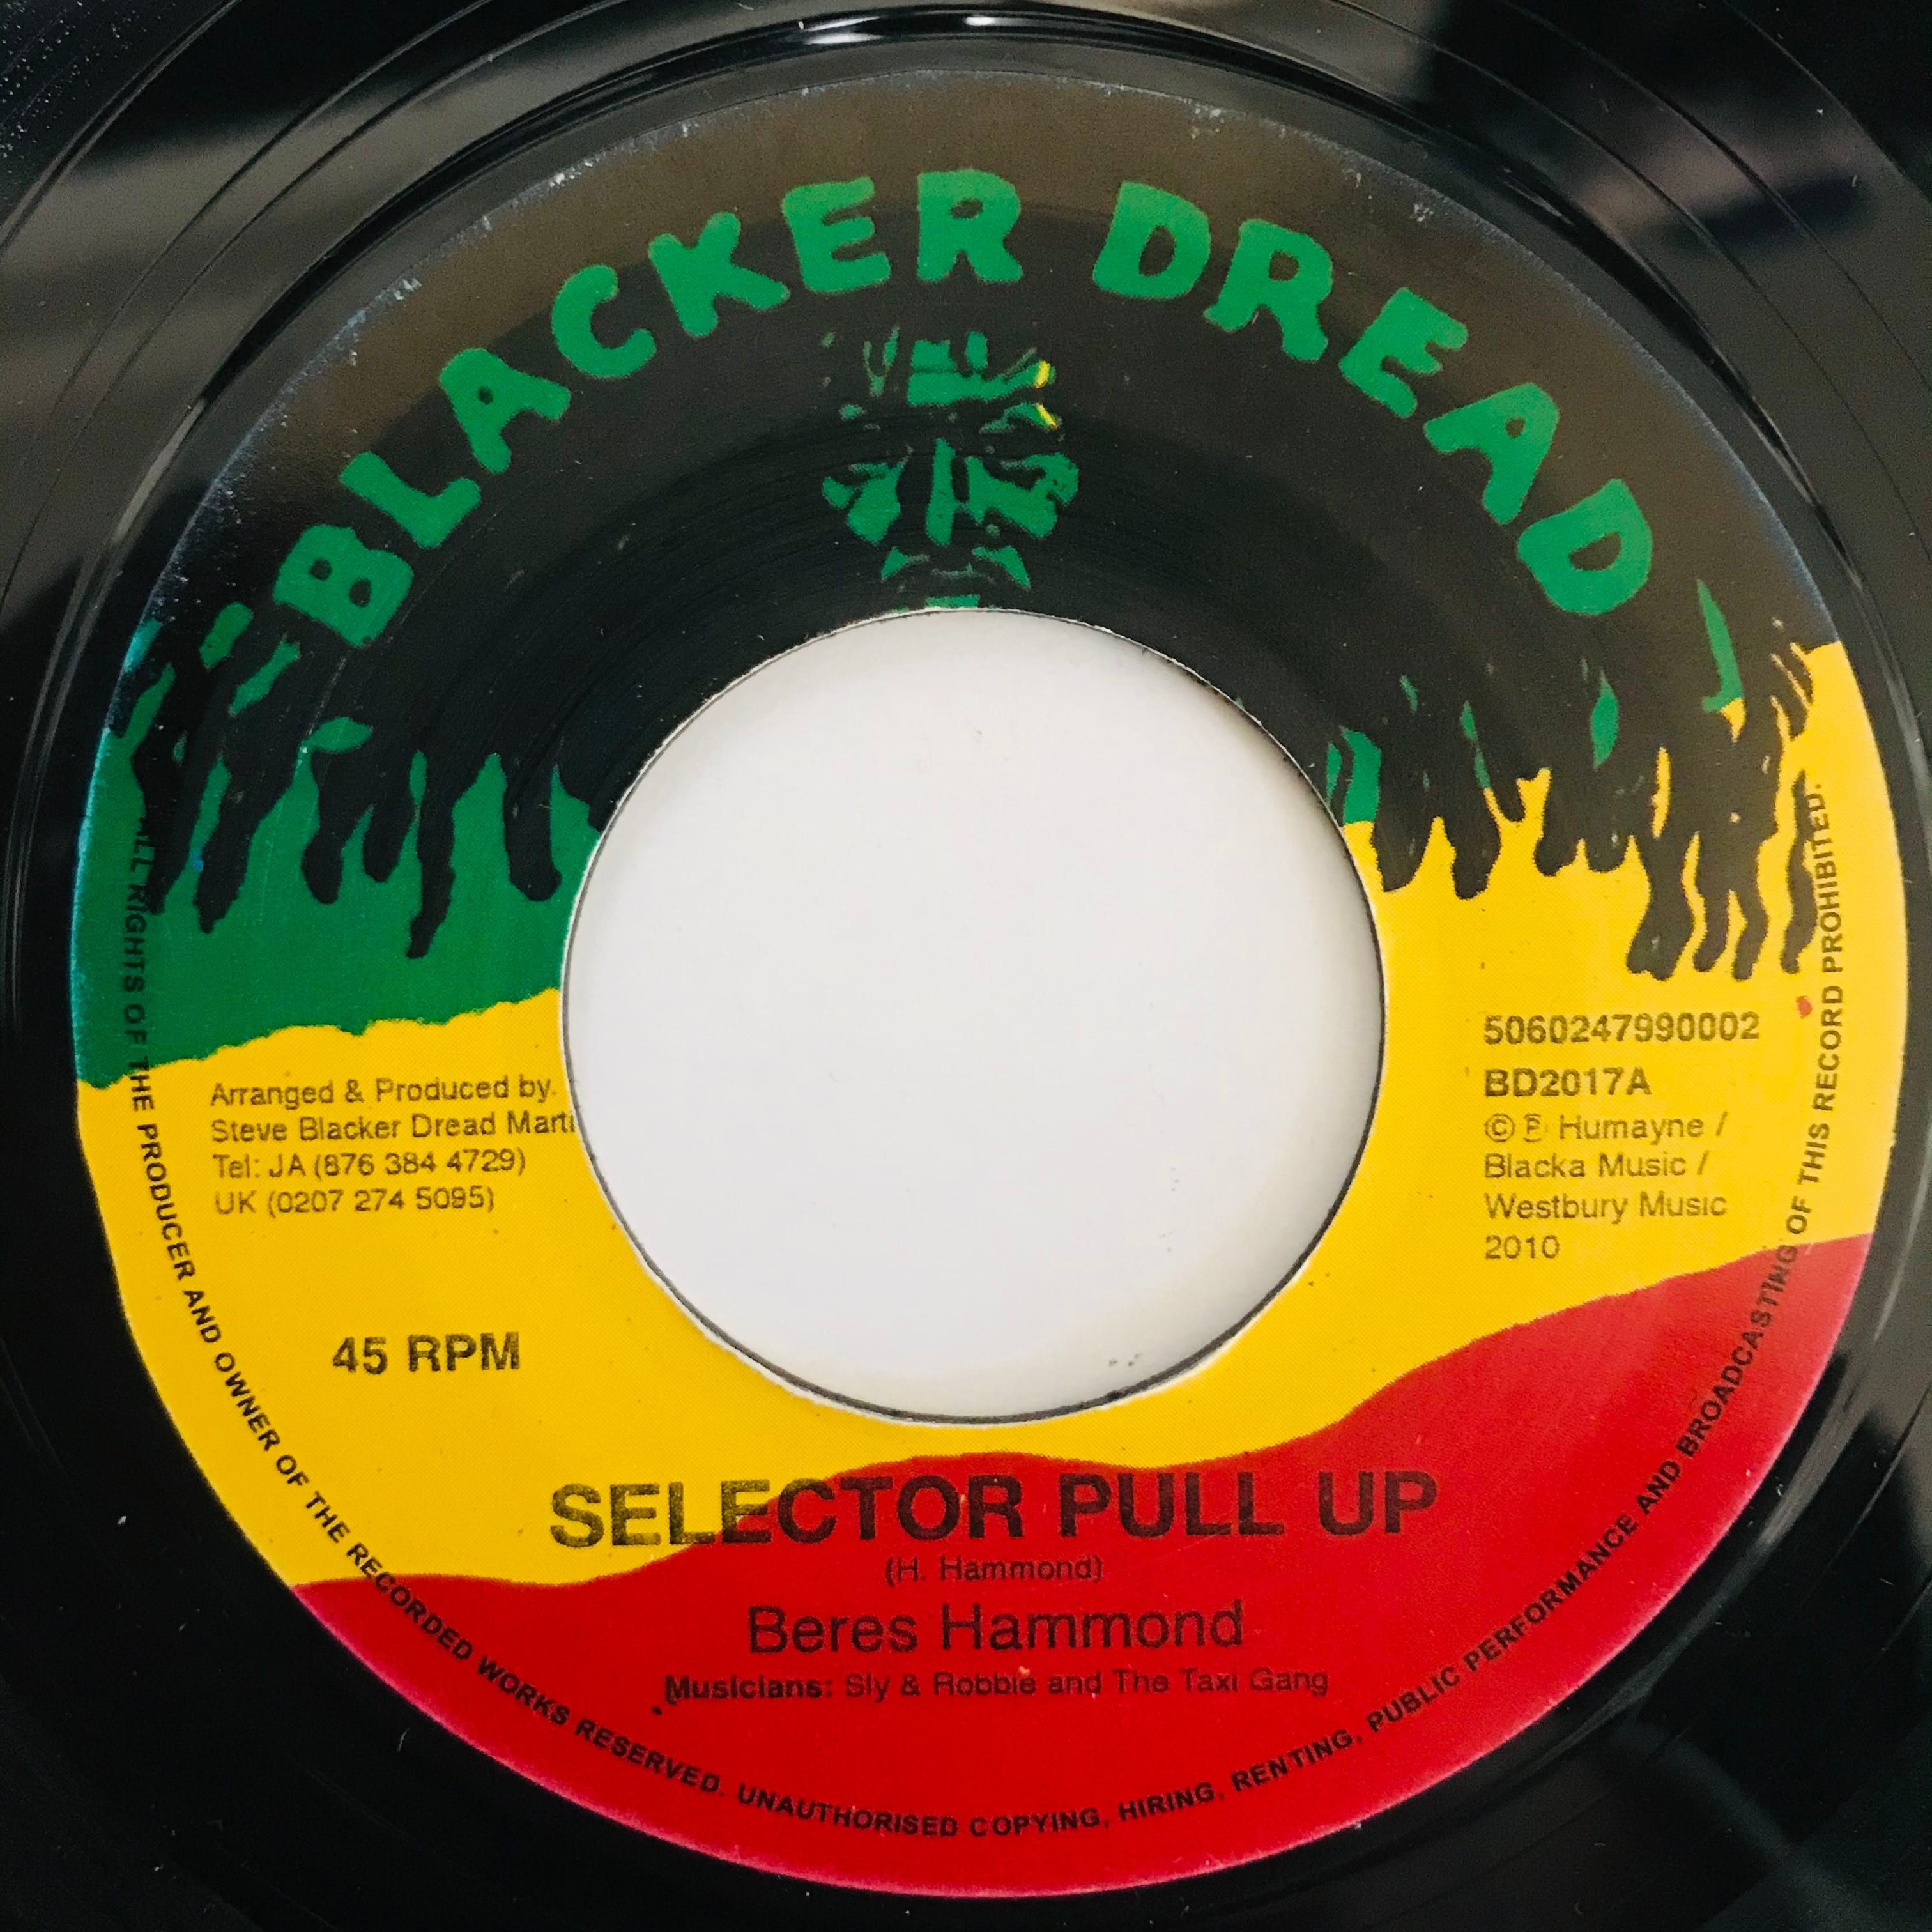 BLACKER DREAD
Arranged & Produced by.
Steve Blacker Dread
Tel: JA (876 384 4729)
UK (0207 274 5095)
5060247990002
BD2017A
© ℗ Humayne /
Blacka Music /
Westbury Music
2010
45 RPM
SELECTOR PULL UP
(H. Hammond)
Beres Hammond
Musicians: Sly & Robbie and The Taxi Gang
ALL RIGHTS OF THE PRODUCER AND OWNER OF THE RECORDED WORKS RESERVED. UNAUTHORISED COPYING, HIRING, RENTING, PUBLIC PERFORMANCE AND BROADCASTING OF THIS RECORD PROHIBITED.